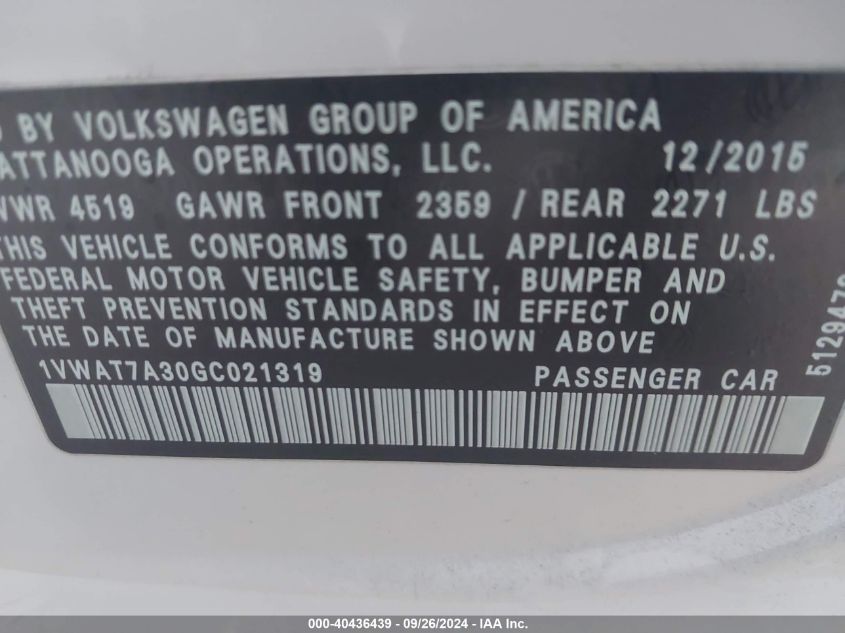 BY VOLKSWAGEN GROUP OF AMERICA
ATTANOOGA OPERATIONS, LLC. 12/2015
VWR 4519 GAWR FRONT 2359 / REAR 2271 LBS
THIS VEHICLE CONFORMS TO ALL APPLICABLE U.S.
FEDERAL MOTOR VEHICLE SAFETY, BUMPER AND
THEFT PREVENTION STANDARDS IN EFFECT ON
THE DATE OF MANUFACTURE SHOWN ABOVE
1VWAT7A30GC021319 PASSENGER CAR
000-40436439 - 09/26/2024 - IAA Inc.